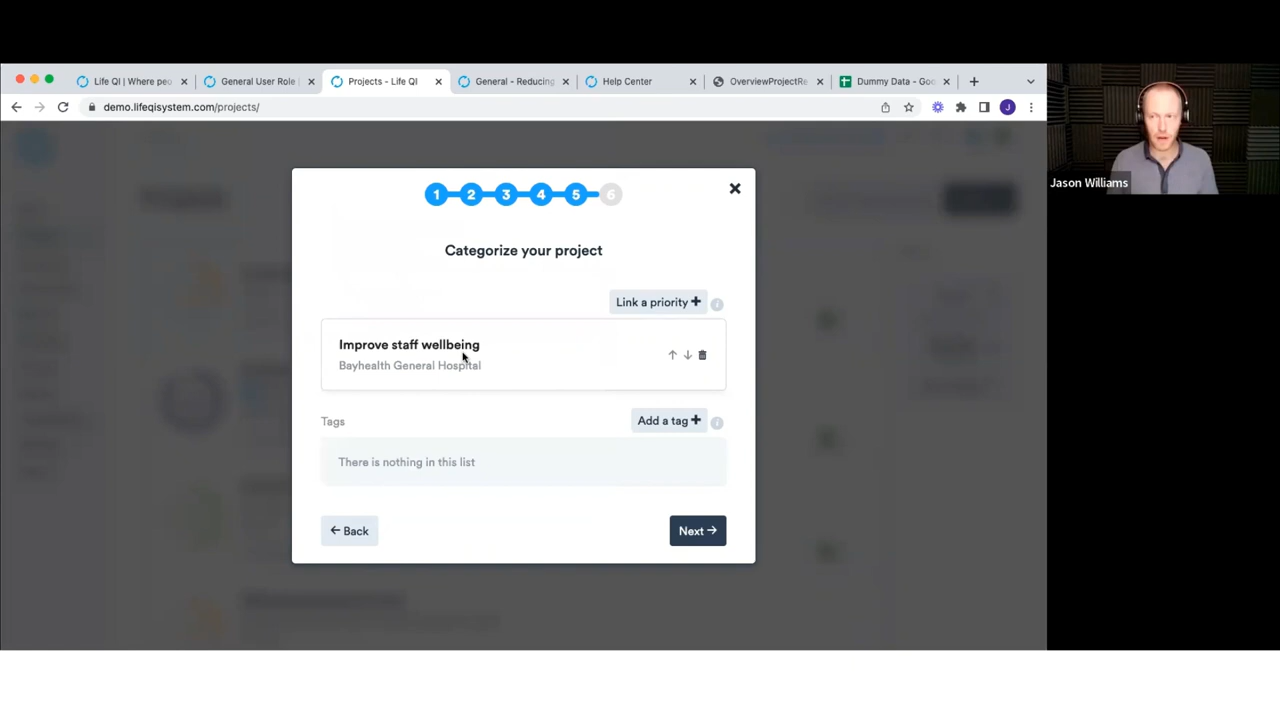 Life QI | Where peo
General User Role |
Projects - Life QI
General - Reducing
Help Center
OverviewProjectRe
Dummy Data - Goo
demo.lifeqisystem.com/projects/
J
Jason Williams
1 2 3 4 5 6
Categorize your project
Link a priority +
Improve staff wellbeing
Bayhealth General Hospital
Tags
Add a tag +
There is nothing in this list
← Back
Next →